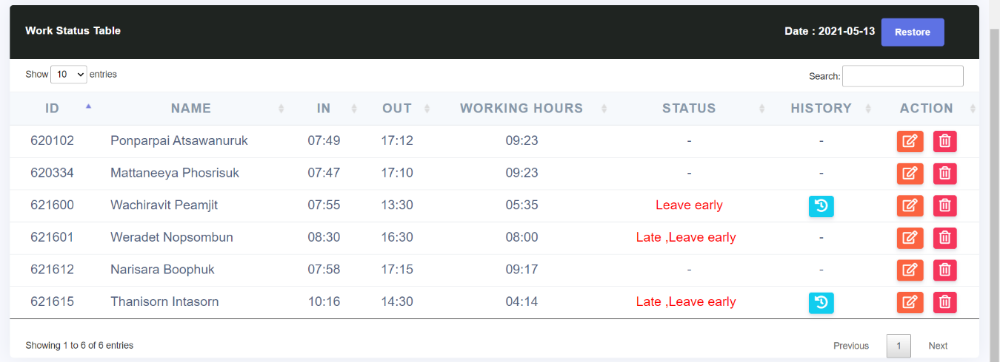 Work Status Table Date : 2021-05-13 Restore
Show 10 entries Search:
ID NAME IN OUT WORKING HOURS STATUS HISTORY ACTION
620102 Ponparpai Atsawanuruk 07:49 17:12 09:23 - -
620334 Mattaneeya Phosrisuk 07:47 17:10 09:23 - -
621600 Wachiravit Peamjit 07:55 13:30 05:35 Leave early
621601 Weradet Nopsombun 08:30 16:30 08:00 Late ,Leave early -
621612 Narisara Boophuk 07:58 17:15 09:17 - -
621615 Thanisorn Intasorn 10:16 14:30 04:14 Late ,Leave early
Showing 1 to 6 of 6 entries Previous 1 Next